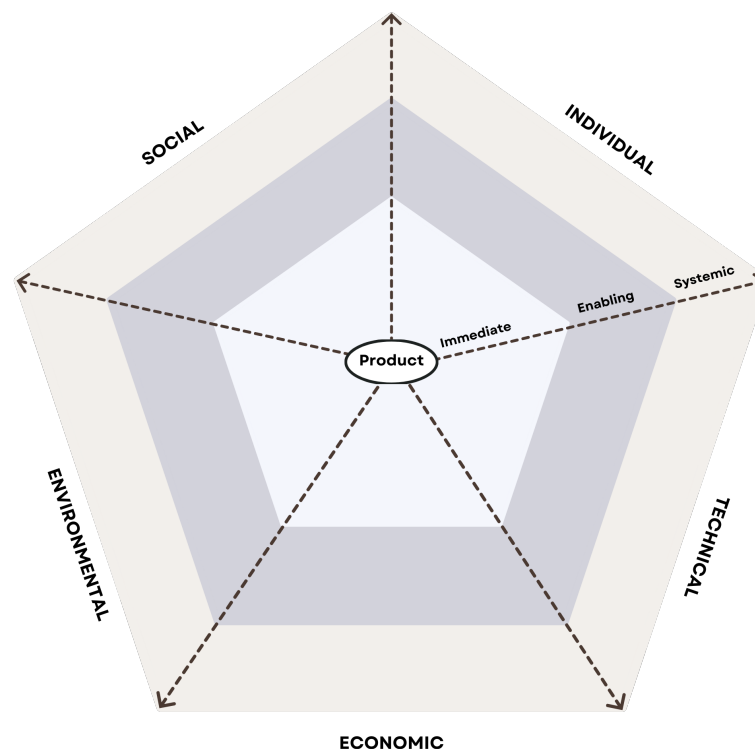 SOCIAL
INDIVIDUAL
Systemic
Enabling
Immediate
Product
ENVIRONMENTAL
TECHNICAL
ECONOMIC